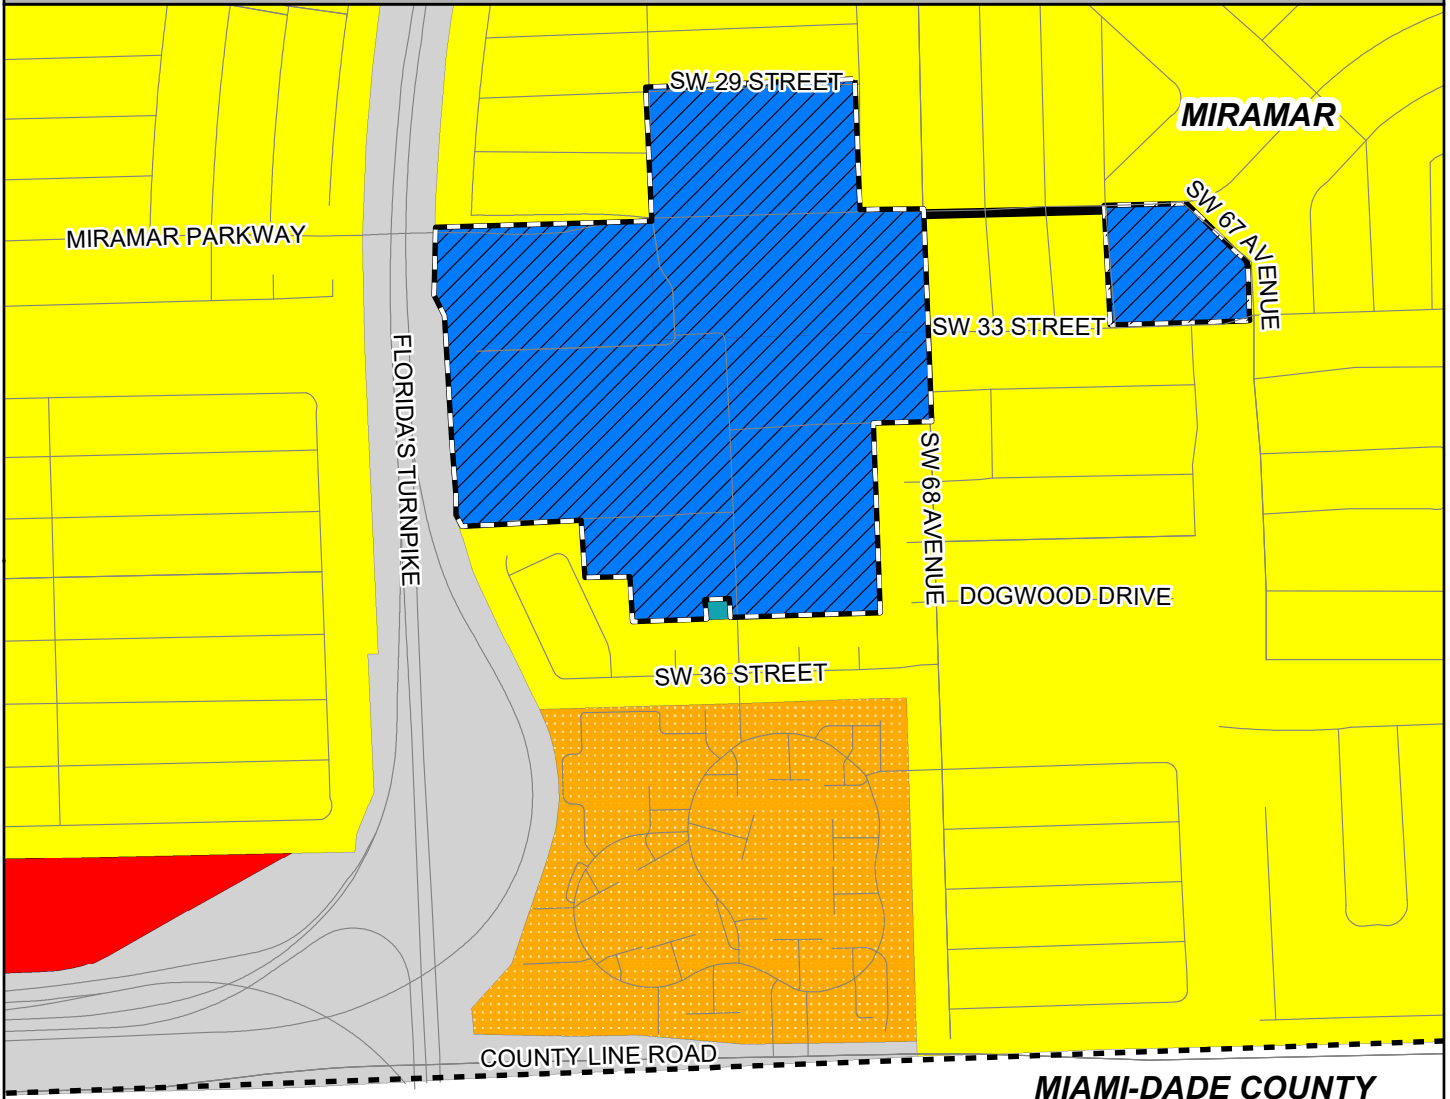 SW 29 STREET
MIRAMAR
SW 67 AVENUE
MIRAMAR PARKWAY
SW 33 STREET
FLORIDA'S TURNPIKE
SW 68 AVENUE
DOGWOOD DRIVE
SW 36 STREET
COUNTY LINE ROAD
MIAMI-DADE COUNTY